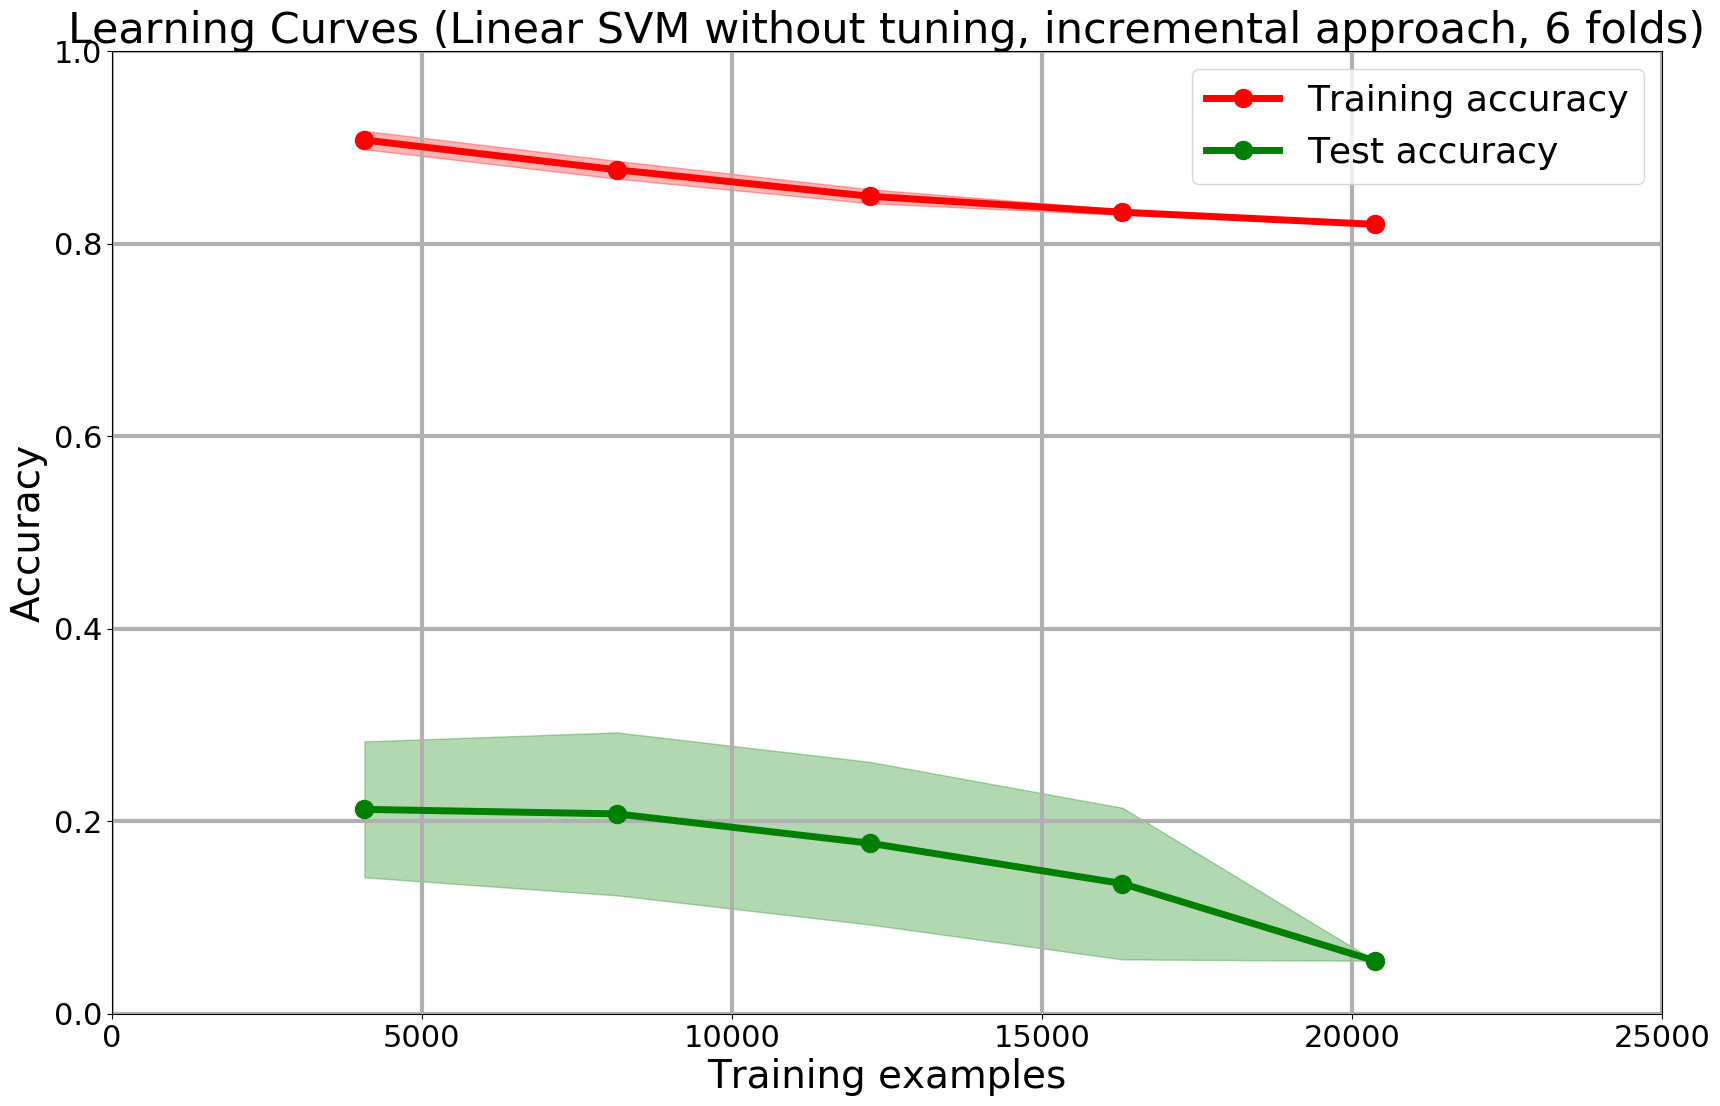 Learning Curves (Linear SVM without tuning, incremental approach, 6 folds)
1.0
0.8
0.6
0.4
0.2
0.0
Accuracy
Training accuracy
Test accuracy
0 5000 10000 15000 20000 25000
Training examples